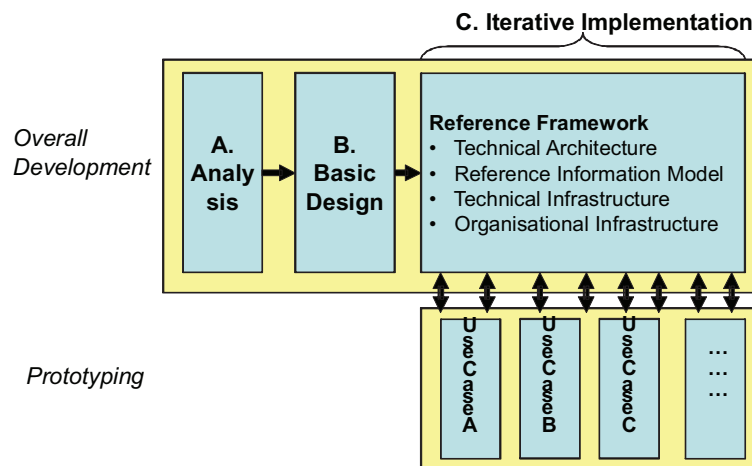 C. Iterative Implementation
Overall
Development
A.
Analy
sis
B.
Basic
Design
Reference Framework
• Technical Architecture
• Reference Information Model
• Technical Infrastructure
• Organisational Infrastructure
Prototyping
UseCaseA
UseCaseB
UseCaseC
...
...
...